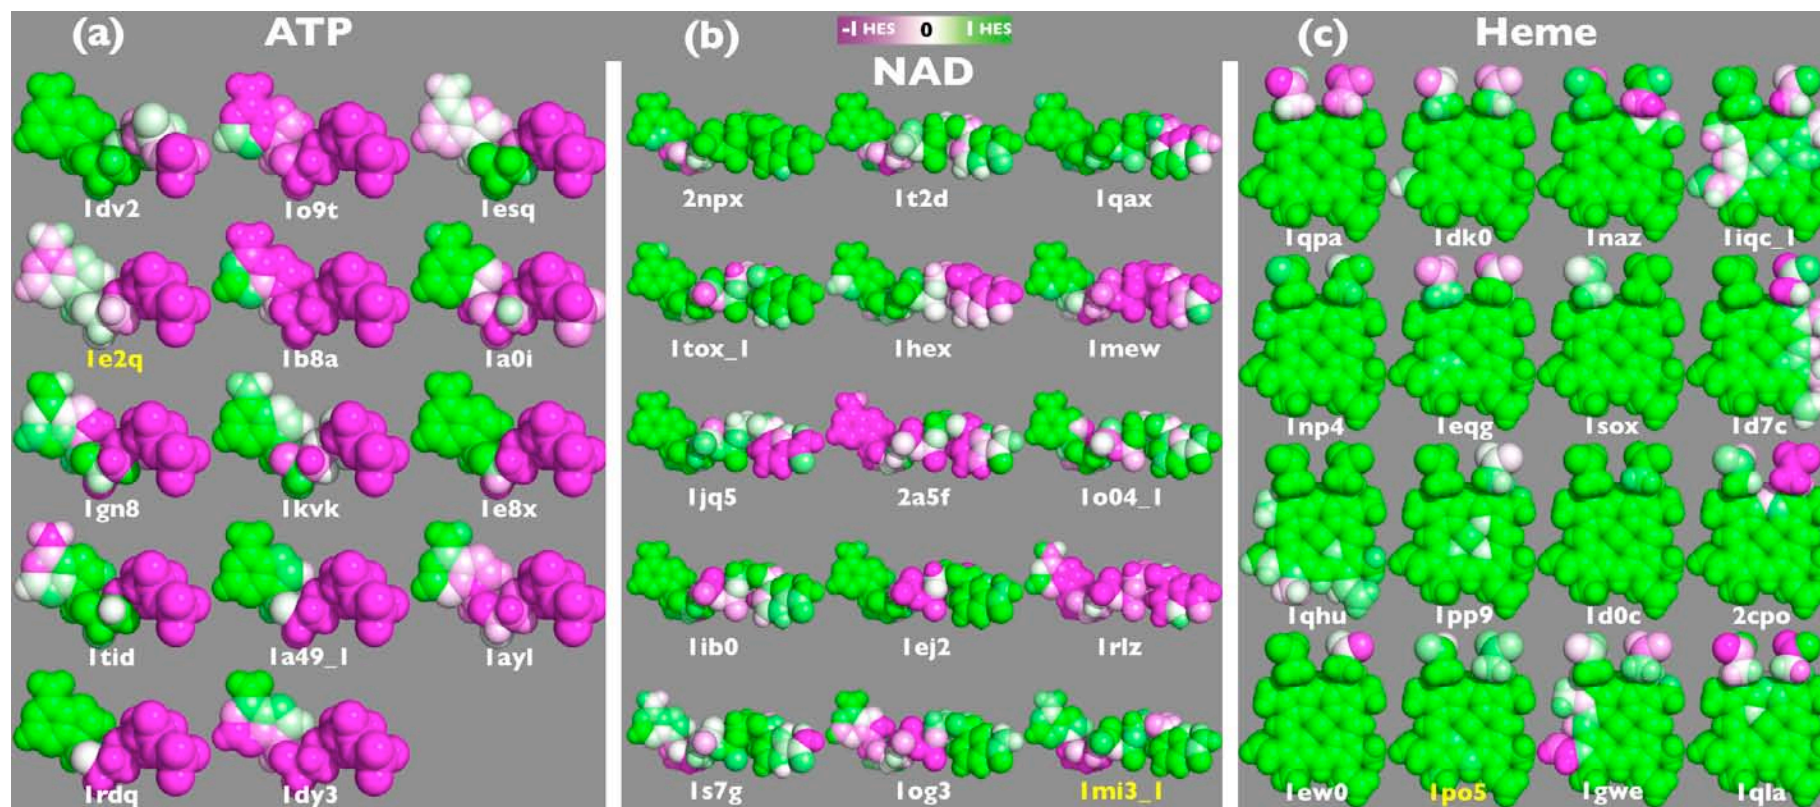 (a) ATP
1dv2 1o9t 1esq
1e2q 1b8a 1a0i
1gn8 1kvk 1e8x
1tid 1a49_1 1ayl
1rdq 1dy3
(b) -1 HES 0 1 HES
NAD
2npx 1t2d 1qax
1tox_1 1hex 1mew
1jq5 2a5f 1o04_1
1ib0 1ej2 1rlz
1s7g 1og3 1mi3_1
(c) Heme
1qpa 1dk0 1naz 1iqc_1
1np4 1eqg 1sox 1d7c
1qhu 1pp9 1d0c 2cpo
1ew0 1po5 1gwe 1qla